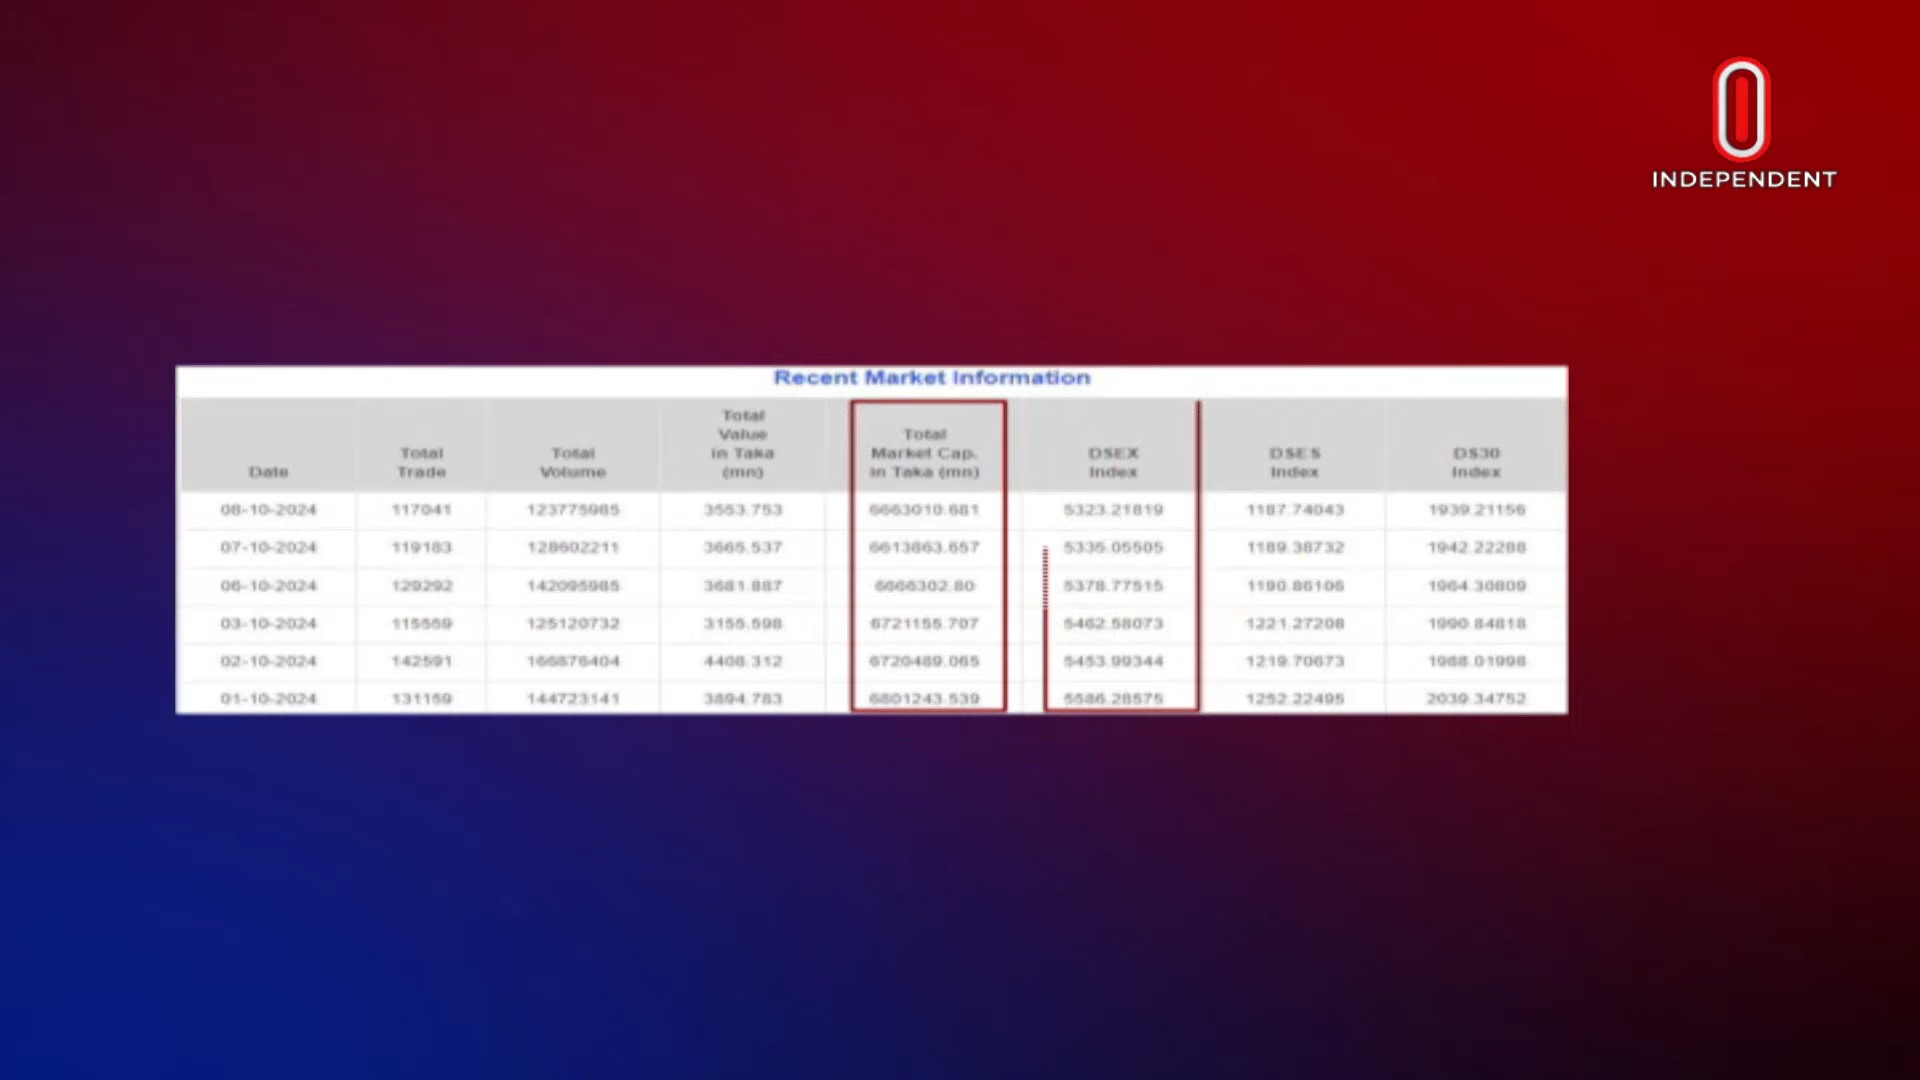 INDEPENDENT
Recent Market Information
Date Total Trade Total Volume Total Value in Taka (mn) Total Market Cap. in Taka (mn) DSEX Index DSES Index DS30 Index
08-10-2024 117041 123775985 3553.753 6663010.681 5323.21819 1187.74043 1939.21156
07-10-2024 119183 128602211 3665.537 6613863.657 5335.05505 1189.38732 1942.22288
06-10-2024 129292 142095985 3681.887 6666302.80 5378.77515 1190.86106 1964.30809
03-10-2024 115559 125120732 3155.598 6721155.707 5462.58073 1221.27208 1990.84818
02-10-2024 142591 166876404 4408.312 6720489.065 5453.99344 1219.70673 1988.01998
01-10-2024 131159 144723141 3894.783 6801243.539 5586.28575 1252.22495 2039.34752